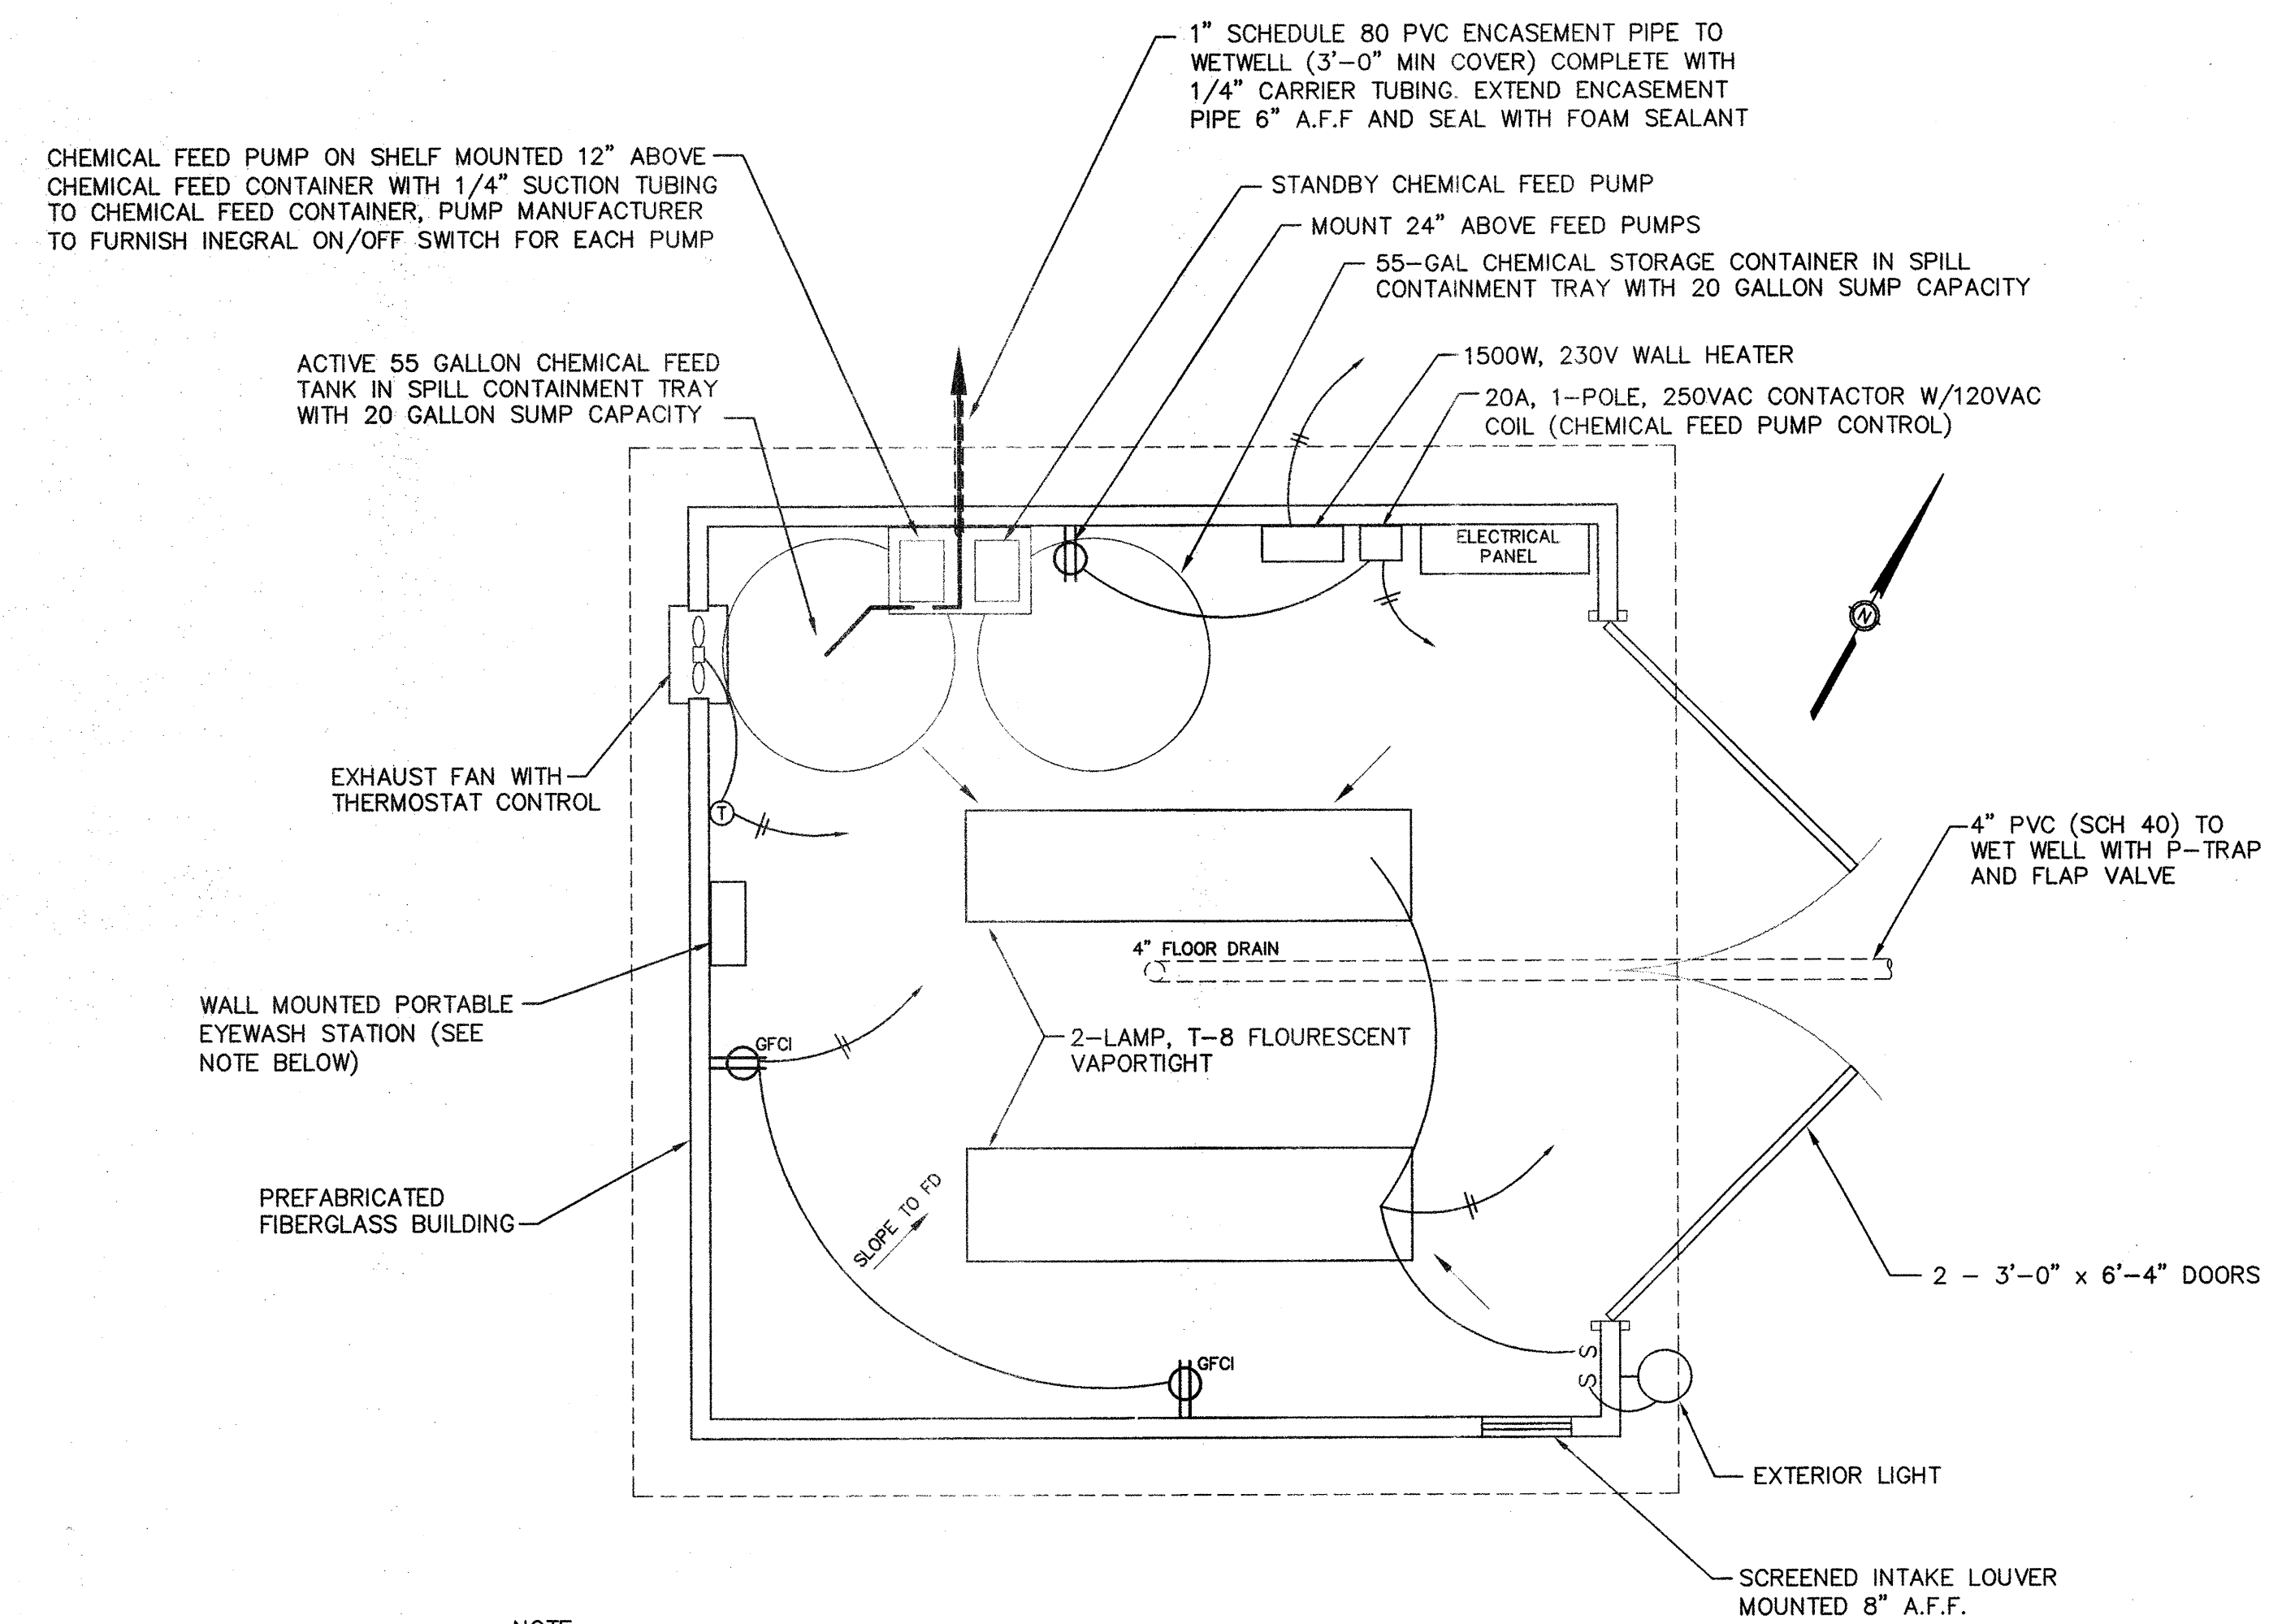 1" SCHEDULE 80 PVC ENCASEMENT PIPE TO
WETWELL (3'-0" MIN COVER) COMPLETE WITH
1/4" CARRIER TUBING. EXTEND ENCASEMENT
PIPE 6" A.F.F AND SEAL WITH FOAM SEALANT
CHEMICAL FEED PUMP ON SHELF MOUNTED 12" ABOVE
CHEMICAL FEED CONTAINER WITH 1/4" SUCTION TUBING
TO CHEMICAL FEED CONTAINER, PUMP MANUFACTURER
TO FURNISH INEGRAL ON/OFF SWITCH FOR EACH PUMP
STANDBY CHEMICAL FEED PUMP
MOUNT 24" ABOVE FEED PUMPS
55-GAL CHEMICAL STORAGE CONTAINER IN SPILL
CONTAINMENT TRAY WITH 20 GALLON SUMP CAPACITY
ACTIVE 55 GALLON CHEMICAL FEED
TANK IN SPILL CONTAINMENT TRAY
WITH 20 GALLON SUMP CAPACITY
1500W, 230V WALL HEATER
20A, 1-POLE, 250VAC CONTACTOR W/120VAC
COIL (CHEMICAL FEED PUMP CONTROL)
ELECTRICAL
PANEL
N
EXHAUST FAN WITH
THERMOSTAT CONTROL
T
4" PVC (SCH 40) TO
WET WELL WITH P-TRAP
AND FLAP VALVE
4" FLOOR DRAIN
WALL MOUNTED PORTABLE
EYEWASH STATION (SEE
NOTE BELOW)
GFCI
2-LAMP, T-8 FLOURESCENT
VAPORTIGHT
PREFABRICATED
FIBERGLASS BUILDING
SLOPE TO FD
2 - 3'-0" x 6'-4" DOORS
GFCI
S
S
EXTERIOR LIGHT
SCREENED INTAKE LOUVER
MOUNTED 8" A.F.F.
NOTE